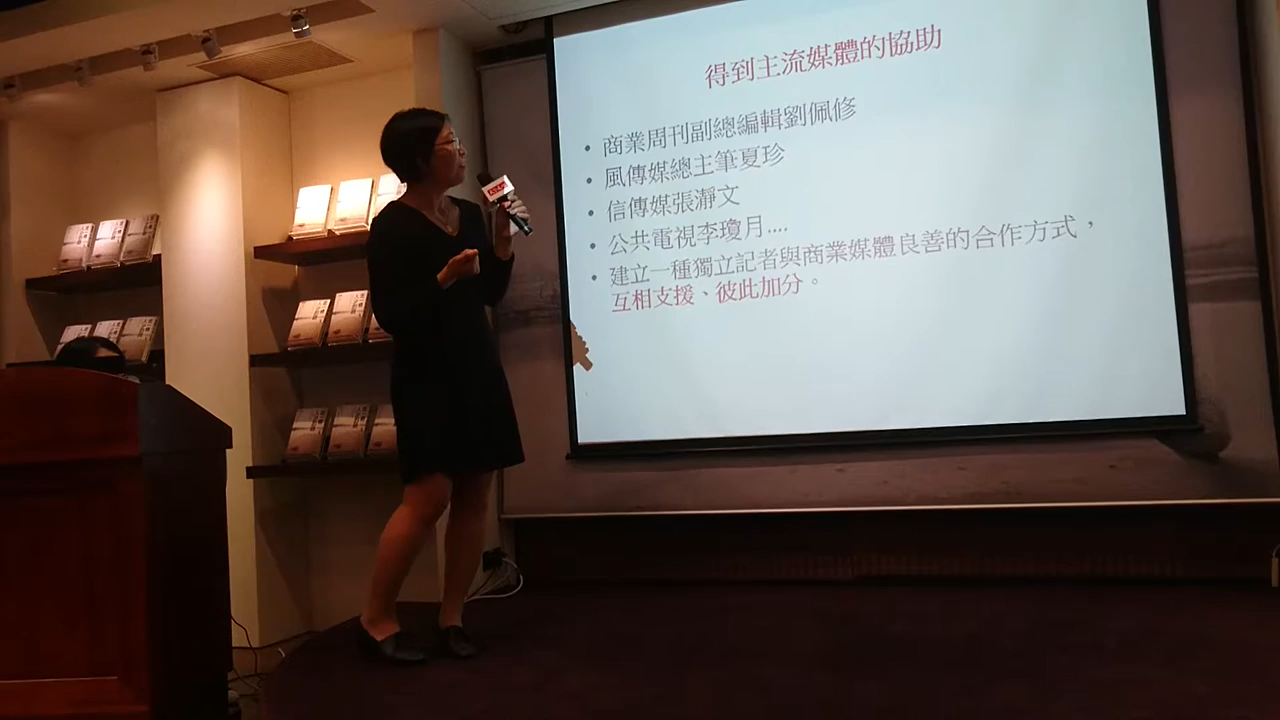 得到主流媒體的協助
• 商業周刊副總編輯劉佩修
• 風傳媒總主筆夏珍
• 信傳媒張瀞文
• 公共電視李瓊月....
• 建立一種獨立記者與商業媒體良善的合作方式，
互相支援、彼此加分。